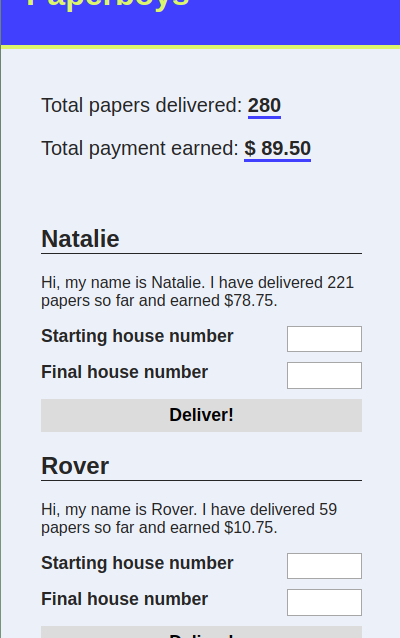 Paperboys
Total papers delivered: 280
Total payment earned: $ 89.50
Natalie
Hi, my name is Natalie. I have delivered 221
papers so far and earned $78.75.
Starting house number
Final house number
Deliver!
Rover
Hi, my name is Rover. I have delivered 59
papers so far and earned $10.75.
Starting house number
Final house number
Deliver!